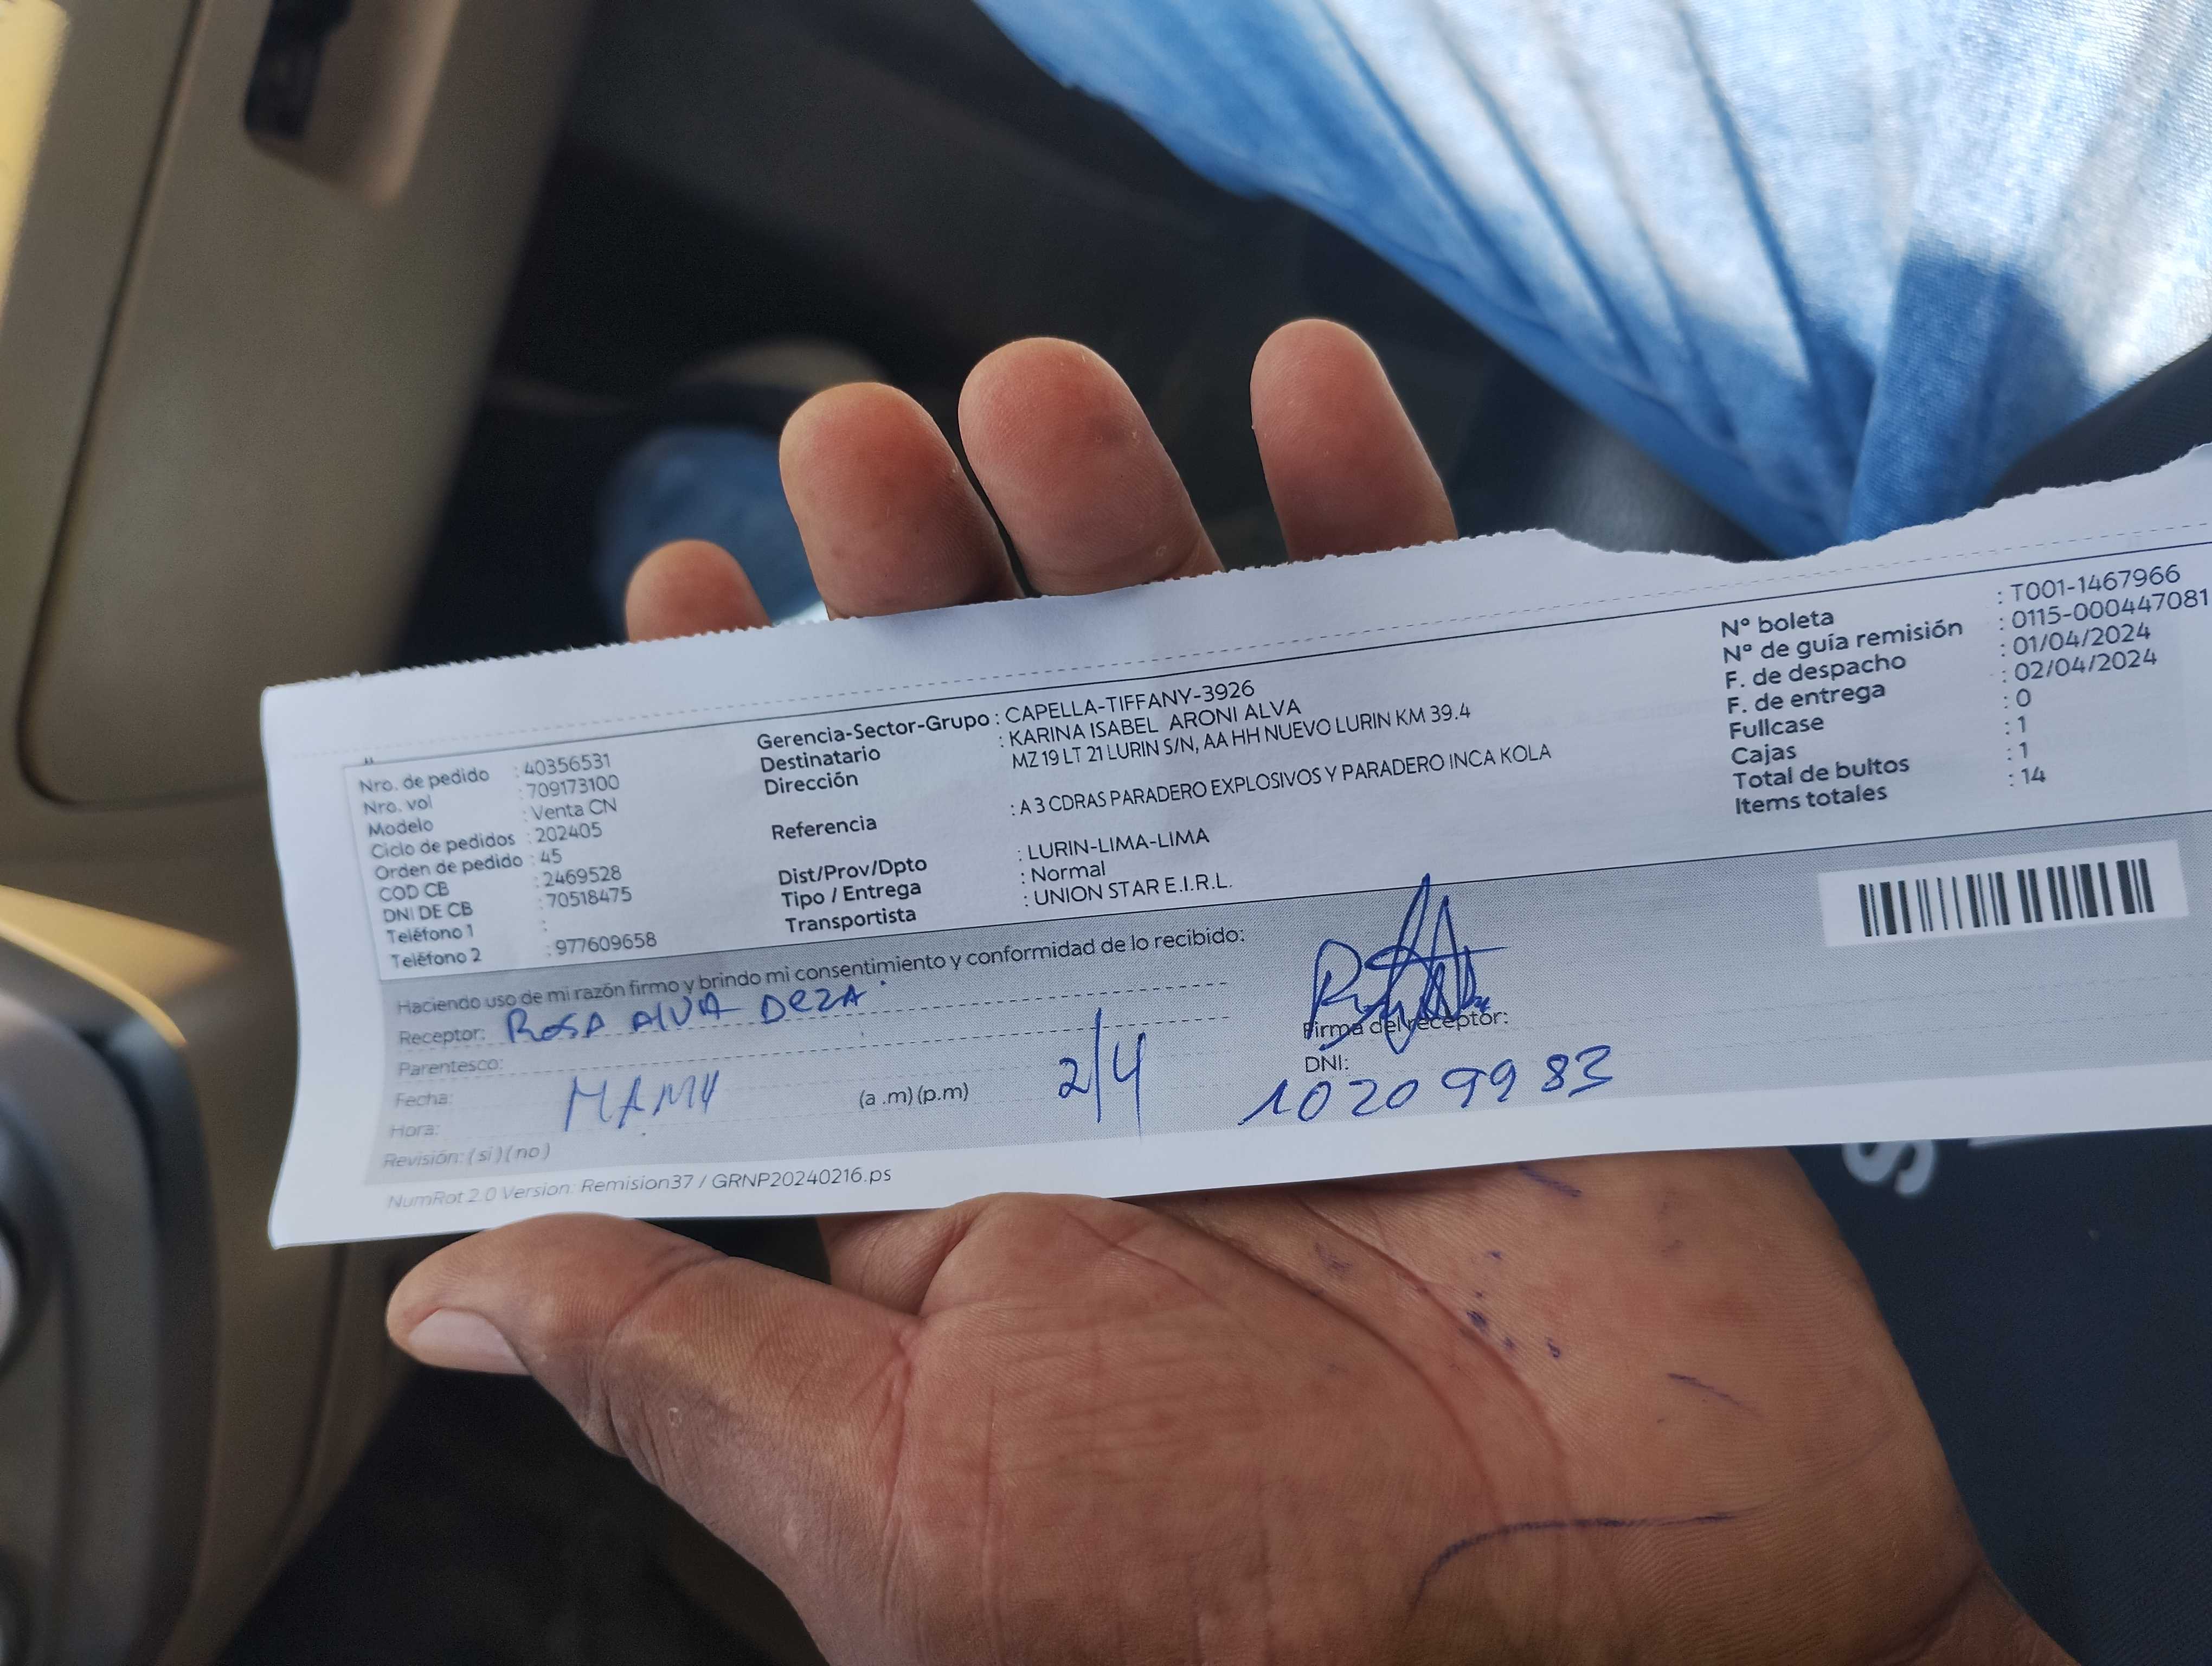 Nro. de pedido : 40356531
Nro. vol : 709173100
Modelo : Venta CN
Ciclo de pedidos : 202405
Orden de pedido : 45
COD CB : 2469528
DNI DE CB : 70518475
Teléfono 1 :
Teléfono 2 : 977609658
Gerencia-Sector-Grupo : CAPELLA-TIFFANY-3926
Destinatario : KARINA ISABEL ARONI ALVA
Dirección MZ 19 LT 21 LURIN S/N, AA HH NUEVO LURIN KM 39.4
Referencia : A 3 CDRAS PARADERO EXPLOSIVOS Y PARADERO INCA KOLA
Dist/Prov/Dpto : LURIN-LIMA-LIMA
Tipo / Entrega : Normal
Transportista : UNION STAR E.I.R.L.
N° boleta : T001-1467966
N° de guía remisión : 0115-000447081
F. de despacho : 01/04/2024
F. de entrega : 02/04/2024
Fullcase : 0
Cajas : 1
Total de bultos : 1
Items totales : 14
Haciendo uso de mi razón firmo y brindo mi consentimiento y conformidad de lo recibido:
Receptor: ROSA AlVA DeZA
Parentesco:
Fecha: MAMY (a .m) (p.m) 2/4
Hora:
Revisión: ( si ) ( no )
Firma del receptor:
DNI:
10209983
NumRot 2.0 Version: Remision37 / GRNP20240216.ps
S